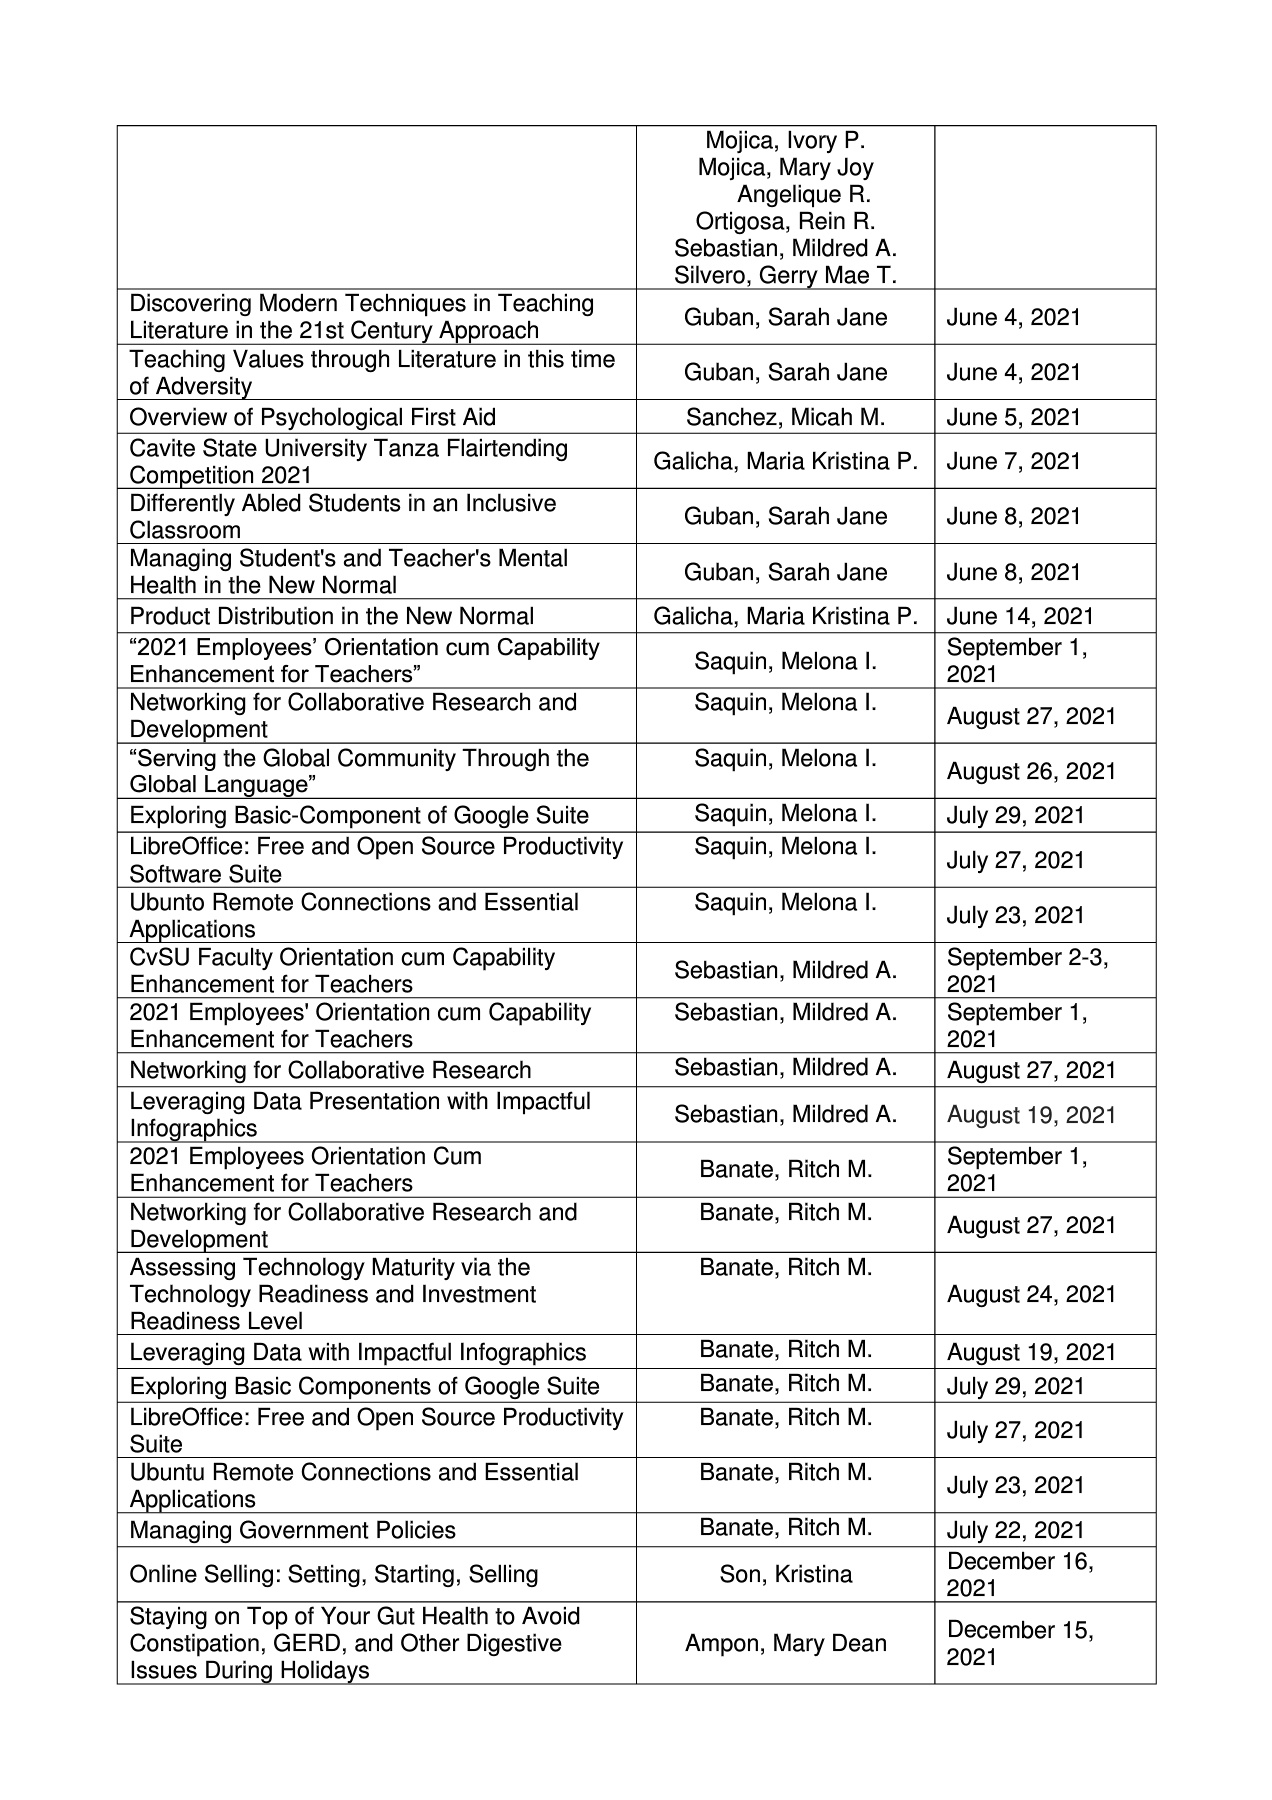 Mojica, Ivory P.
Mojica, Mary Joy
Angelique R.
Ortigosa, Rein R.
Sebastian, Mildred A.
Silvero, Gerry Mae T.
Discovering Modern Techniques in Teaching
Literature in the 21st Century Approach
Guban, Sarah Jane
June 4, 2021
Teaching Values through Literature in this time
of Adversity
Guban, Sarah Jane
June 4, 2021
Overview of Psychological First Aid
Sanchez, Micah M.
June 5, 2021
Cavite State University Tanza Flairtending
Competition 2021
Galicha, Maria Kristina P.
June 7, 2021
Differently Abled Students in an Inclusive
Classroom
Guban, Sarah Jane
June 8, 2021
Managing Student's and Teacher's Mental
Health in the New Normal
Guban, Sarah Jane
June 8, 2021
Product Distribution in the New Normal
Galicha, Maria Kristina P.
June 14, 2021
“2021 Employees’ Orientation cum Capability
Enhancement for Teachers”
Saquin, Melona I.
September 1,
2021
Networking for Collaborative Research and
Development
Saquin, Melona I.
August 27, 2021
“Serving the Global Community Through the
Global Language”
Saquin, Melona I.
August 26, 2021
Exploring Basic-Component of Google Suite
Saquin, Melona I.
July 29, 2021
LibreOffice: Free and Open Source Productivity
Software Suite
Saquin, Melona I.
July 27, 2021
Ubunto Remote Connections and Essential
Applications
Saquin, Melona I.
July 23, 2021
CvSU Faculty Orientation cum Capability
Enhancement for Teachers
Sebastian, Mildred A.
September 2-3,
2021
2021 Employees' Orientation cum Capability
Enhancement for Teachers
Sebastian, Mildred A.
September 1,
2021
Networking for Collaborative Research
Sebastian, Mildred A.
August 27, 2021
Leveraging Data Presentation with Impactful
Infographics
Sebastian, Mildred A.
August 19, 2021
2021 Employees Orientation Cum
Enhancement for Teachers
Banate, Ritch M.
September 1,
2021
Networking for Collaborative Research and
Development
Banate, Ritch M.
August 27, 2021
Assessing Technology Maturity via the
Technology Readiness and Investment
Readiness Level
Banate, Ritch M.
August 24, 2021
Leveraging Data with Impactful Infographics
Banate, Ritch M.
August 19, 2021
Exploring Basic Components of Google Suite
Banate, Ritch M.
July 29, 2021
LibreOffice: Free and Open Source Productivity
Suite
Banate, Ritch M.
July 27, 2021
Ubuntu Remote Connections and Essential
Applications
Banate, Ritch M.
July 23, 2021
Managing Government Policies
Banate, Ritch M.
July 22, 2021
Online Selling: Setting, Starting, Selling
Son, Kristina
December 16,
2021
Staying on Top of Your Gut Health to Avoid
Constipation, GERD, and Other Digestive
Issues During Holidays
Ampon, Mary Dean
December 15,
2021